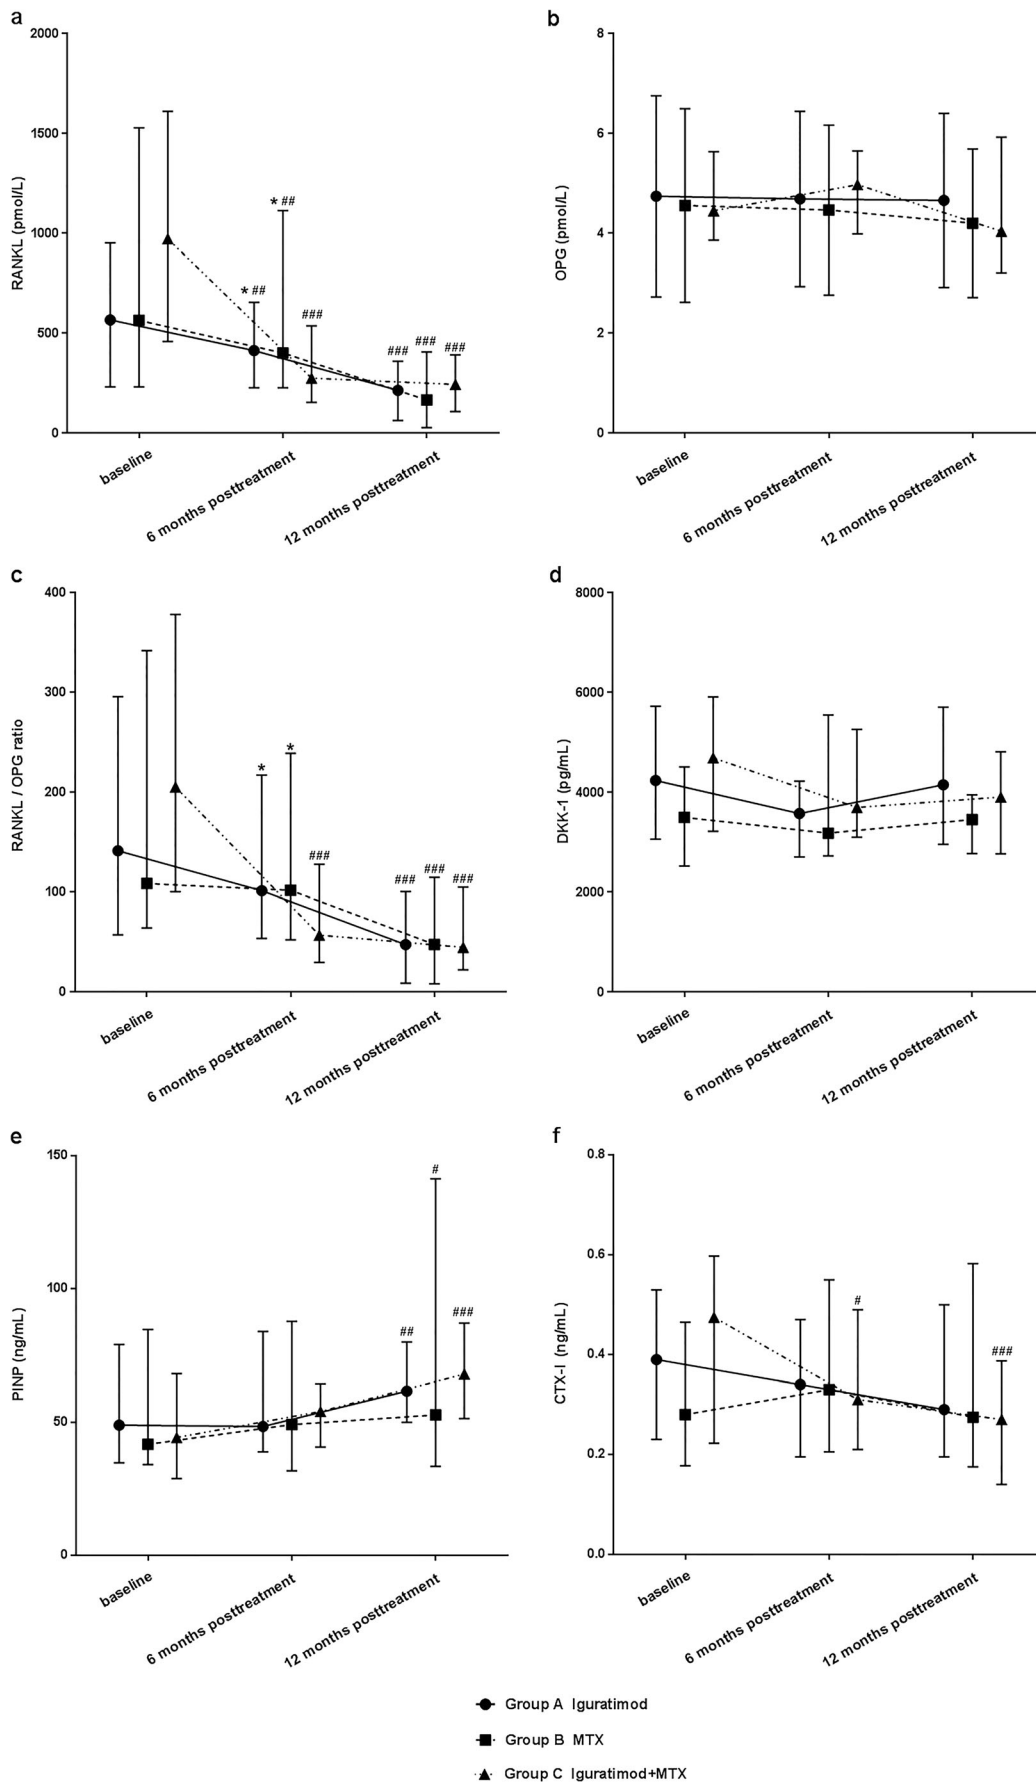 a
RANKL (pmol/L)
2000
1500
1000
500
0
* ##
* ##
###
###
###
###
baseline
6 months posttreatment
12 months posttreatment
b
OPG (pmol/L)
8
6
4
2
0
baseline
6 months posttreatment
12 months posttreatment
c
RANKL / OPG ratio
400
300
200
100
0
*
*
###
###
###
###
baseline
6 months posttreatment
12 months posttreatment
d
DKK-1 (pg/mL)
8000
6000
4000
2000
0
baseline
6 months posttreatment
12 months posttreatment
e
PINP (ng/mL)
150
100
50
0
##
#
###
baseline
6 months posttreatment
12 months posttreatment
f
CTX-I (ng/mL)
0.8
0.6
0.4
0.2
0.0
#
###
baseline
6 months posttreatment
12 months posttreatment
Group A Iguratimod
Group B MTX
Group C Iguratimod+MTX